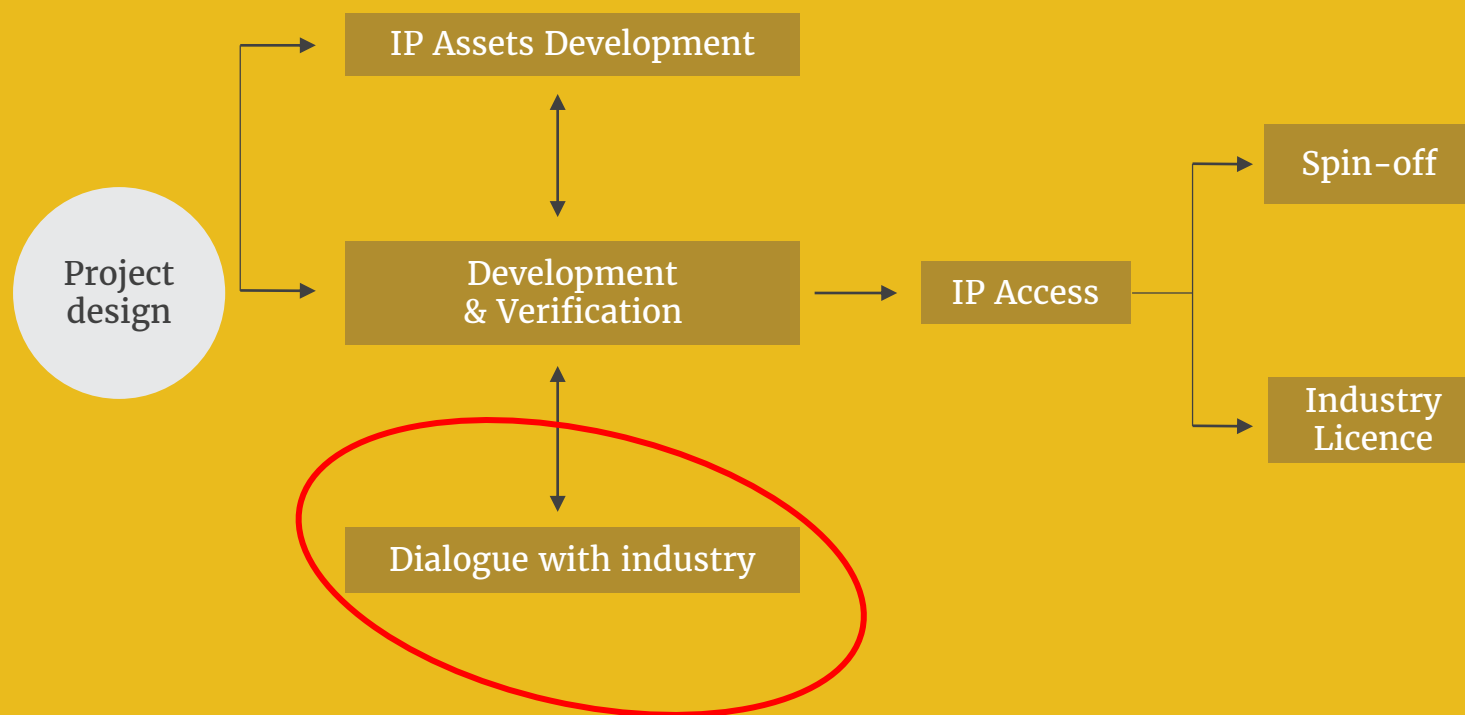 IP Assets Development
Spin-off
Project
design
Development
& Verification
IP Access
Industry
Licence
Dialogue with industry